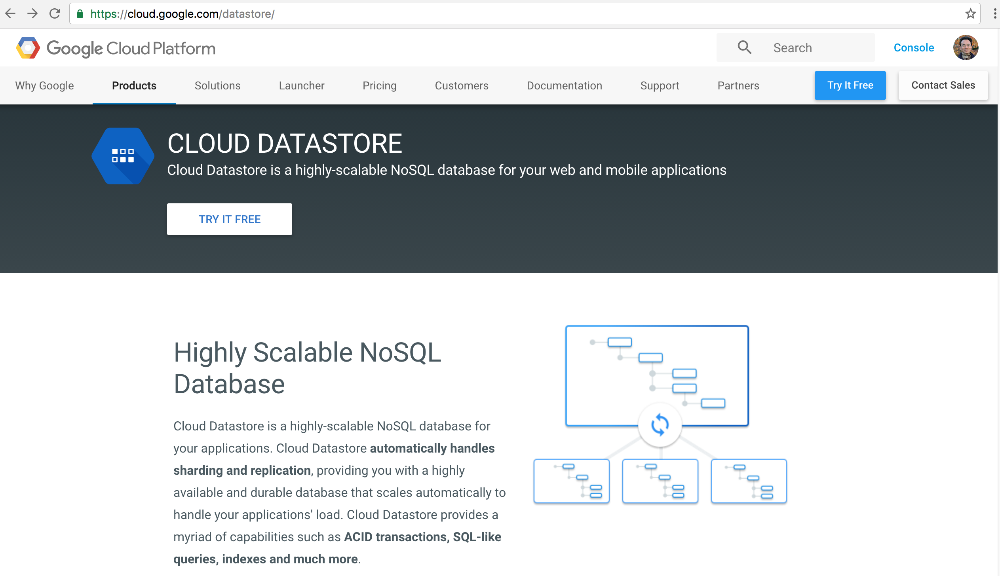 https://cloud.google.com/datastore/
Google Cloud Platform
Search
Console
Why Google
Products
Solutions
Launcher
Pricing
Customers
Documentation
Support
Partners
Try It Free
Contact Sales
CLOUD DATASTORE
Cloud Datastore is a highly-scalable NoSQL database for your web and mobile applications
TRY IT FREE
Highly Scalable NoSQL
Database
Cloud Datastore is a highly-scalable NoSQL database for
your applications. Cloud Datastore automatically handles
sharding and replication, providing you with a highly
available and durable database that scales automatically to
handle your applications' load. Cloud Datastore provides a
myriad of capabilities such as ACID transactions, SQL-like
queries, indexes and much more.